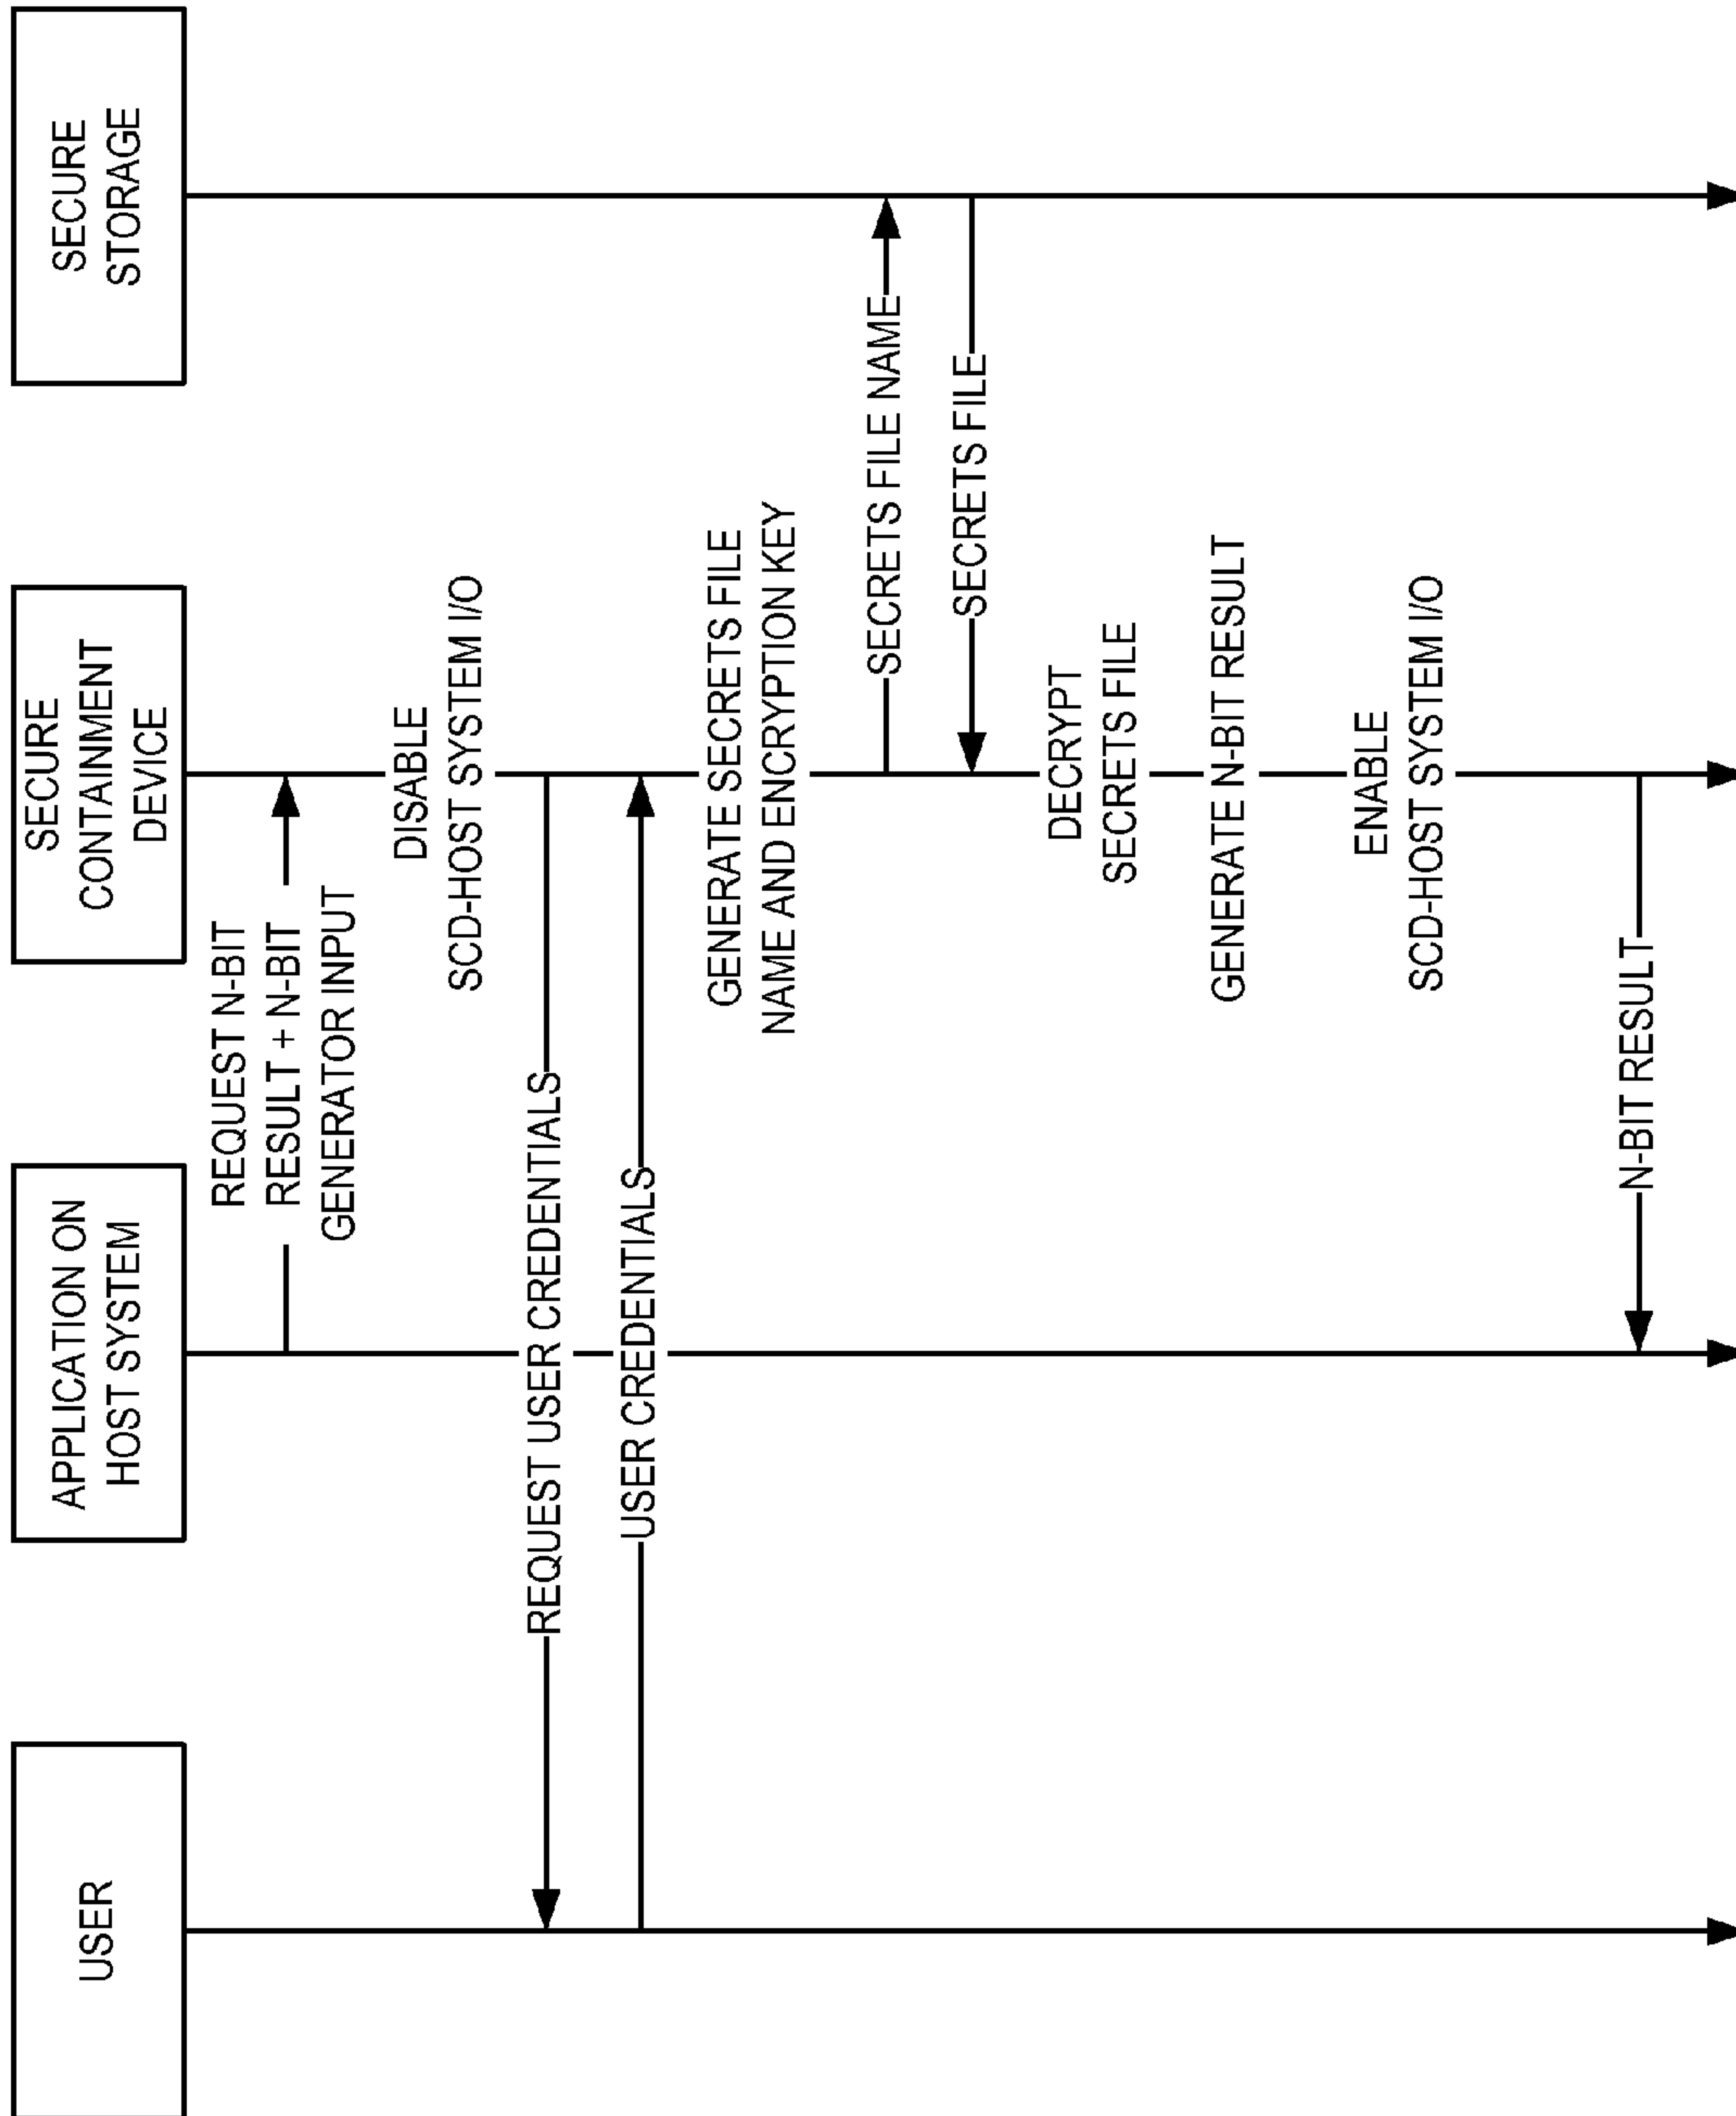 USER
APPLICATION ON
HOST SYSTEM
SECURE
CONTAINMENT
DEVICE
SECURE
STORAGE
REQUEST N-BIT
RESULT + N-BIT
GENERATOR INPUT
DISABLE
SCD-HOST SYSTEM I/O
REQUEST USER CREDENTIALS
USER CREDENTIALS
GENERATE SECRETS FILE
NAME AND ENCRYPTION KEY
SECRETS FILE NAME
SECRETS FILE
DECRYPT
SECRETS FILE
GENERATE N-BIT RESULT
ENABLE
SCD-HOST SYSTEM I/O
N-BIT RESULT